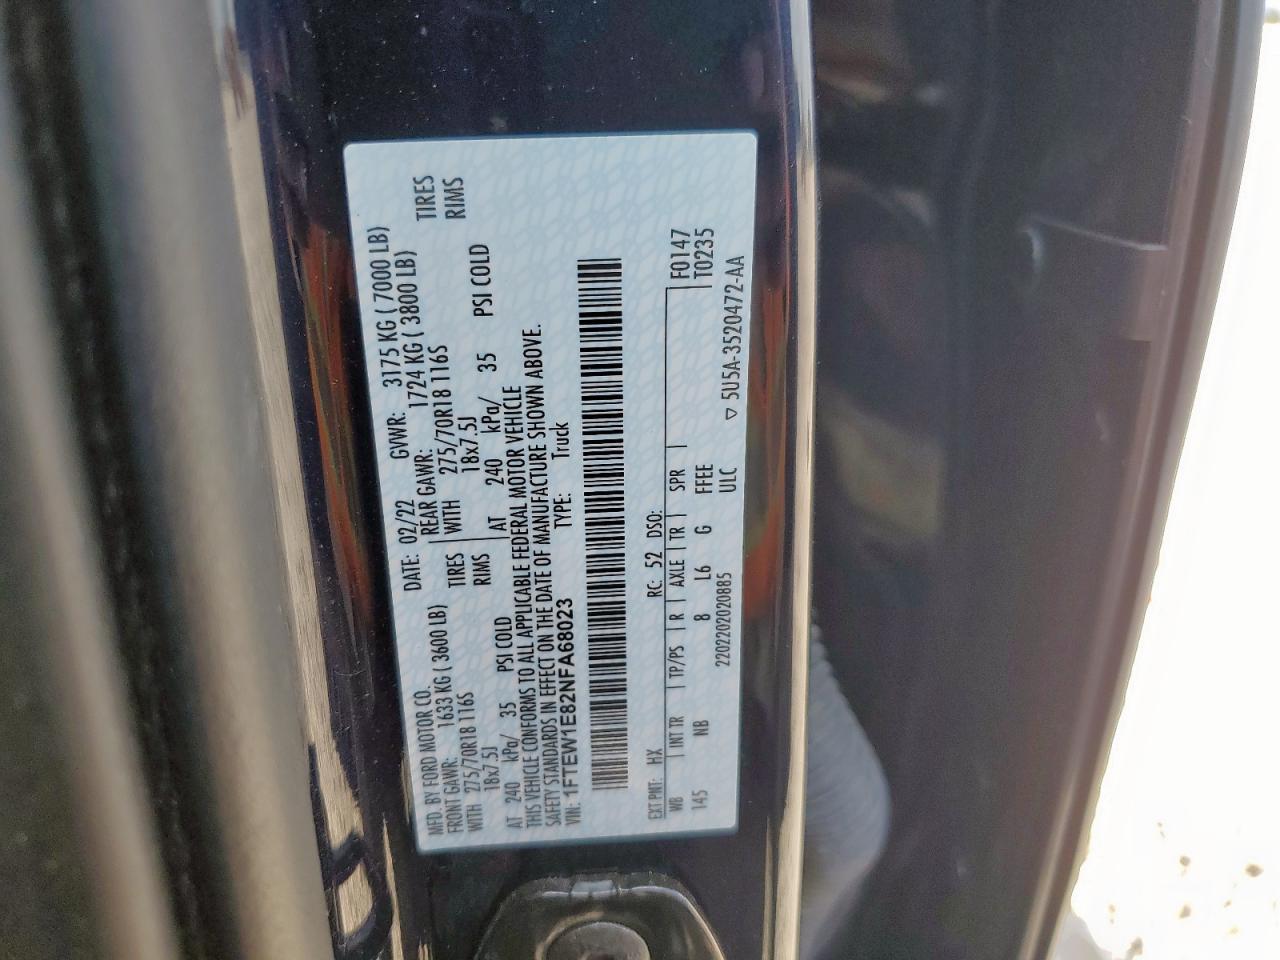 MFD. BY FORD MOTOR CO.
DATE: 02/22 GVWR: 3175 KG ( 7000 LB)
FRONT GAWR: 1633 KG ( 3600 LB) REAR GAWR: 1724 KG ( 3800 LB)
WITH 275/70R18 116S TIRES WITH 275/70R18 116S TIRES
18x7.5J RIMS 18x7.5J RIMS
AT 240 kPa/ 35 PSI COLD AT 240 kPa/ 35 PSI COLD
THIS VEHICLE CONFORMS TO ALL APPLICABLE FEDERAL MOTOR VEHICLE
SAFETY STANDARDS IN EFFECT ON THE DATE OF MANUFACTURE SHOWN ABOVE.
VIN: 1FTEW1E82NFA68023 TYPE: Truck
EXT PNT: HX RC: 52 DSO: F0147
WB INT TR TP/PS R AXLE TR SPR T0235
145 NB 8 L6 G FFEE
2202202020885 ULC ▽ 5U5A-3520472-AA